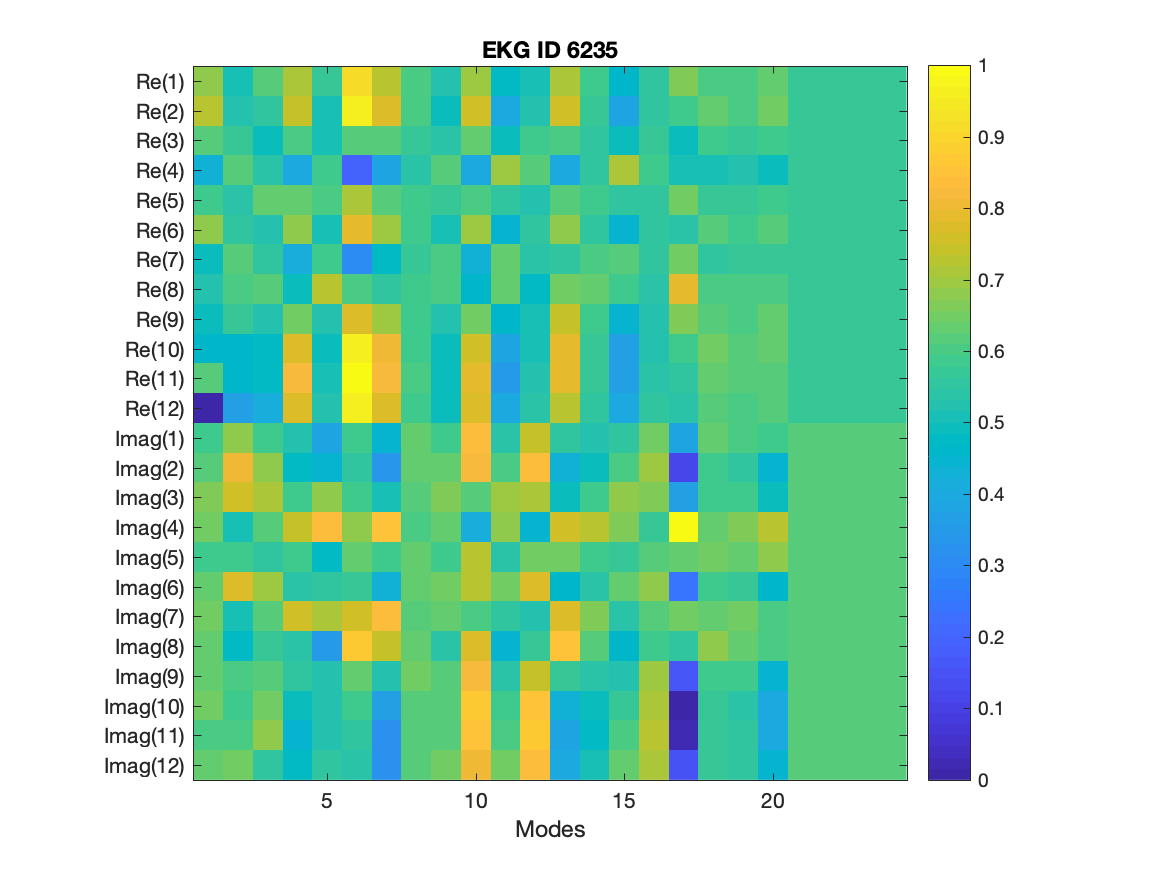 EKG ID 6235
Re(1)
Re(2)
Re(3)
Re(4)
Re(5)
Re(6)
Re(7)
Re(8)
Re(9)
Re(10)
Re(11)
Re(12)
Imag(1)
Imag(2)
Imag(3)
Imag(4)
Imag(5)
Imag(6)
Imag(7)
Imag(8)
Imag(9)
Imag(10)
Imag(11)
Imag(12)
5 10 15 20
Modes
1
0.9
0.8
0.7
0.6
0.5
0.4
0.3
0.2
0.1
0